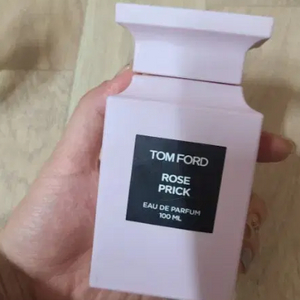 TOM FORD
ROSE
PRICK
EAU DE PARFUM
100 ML